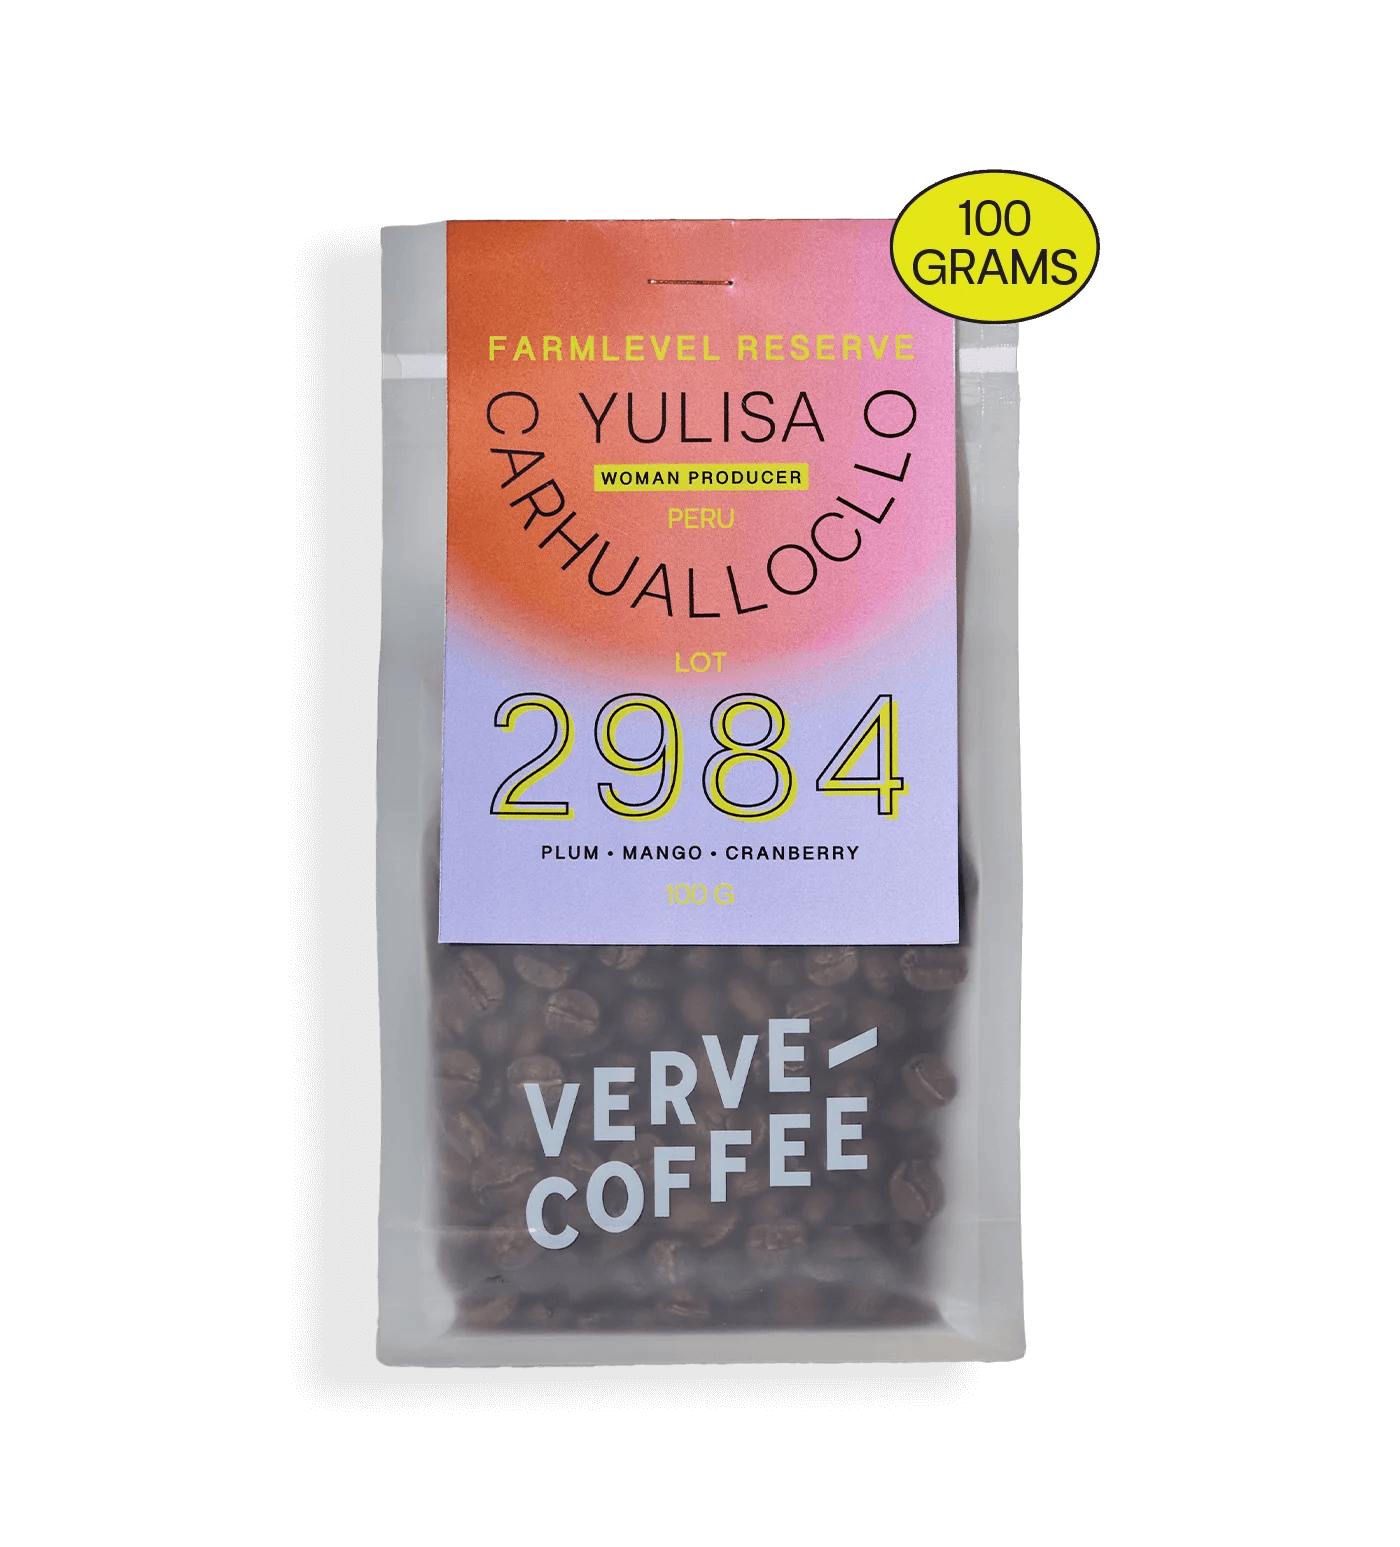 100
GRAMS
FARMLEVEL RESERVE
YULISA
CARHUALLOCLLO
WOMAN PRODUCER
PERU
LOT
2984
PLUM • MANGO • CRANBERRY
100 G
VERVE
COFFEE